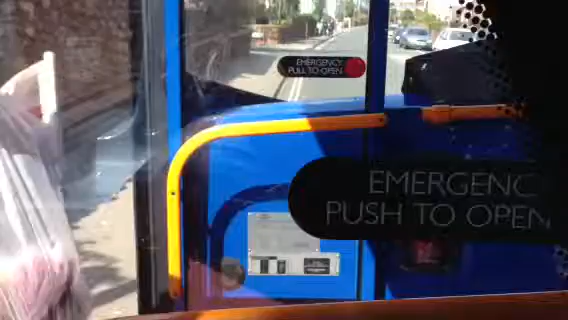 EMERGENCY
PULL TO OPEN
EMERGENC
PUSH TO OPEN